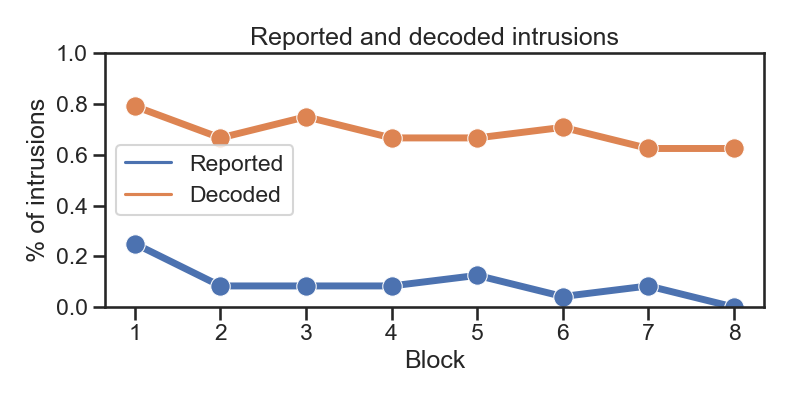 Reported and decoded intrusions
% of intrusions
1.0
0.8
0.6
0.4
0.2
0.0
Reported
Decoded
1 2 3 4 5 6 7 8
Block